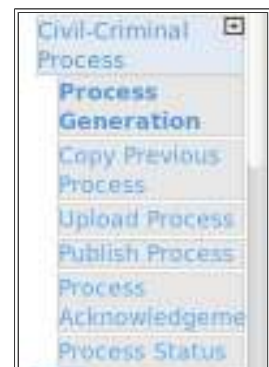 Civil-Criminal
Process
Process
Generation
Copy Previous
Process
Upload Process
Publish Process
Process
Acknowledgeme
Process Status